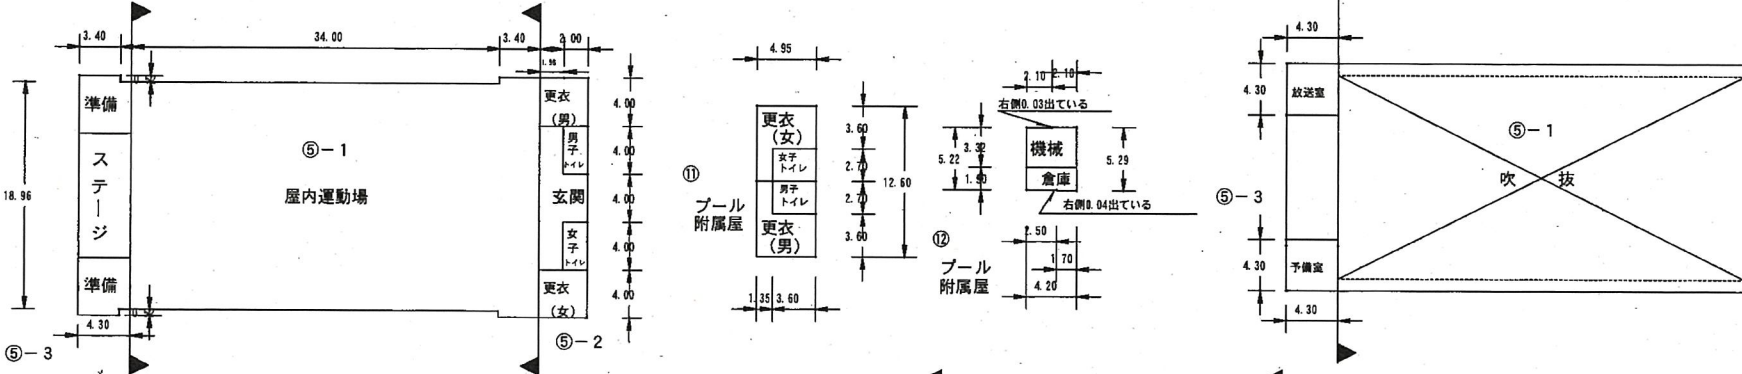 3.40
34.00
3.40
2.00
1.96
準備
ステージ
準備
18.96
⑤-1
屋内運動場
更衣
(男)
男子
トイレ
玄関
女子
トイレ
更衣
(女)
4.00
4.00
4.00
4.00
4.00
4.30
⑤-3
⑤-2
4.95
⑪
プール
附属屋
更衣
(女)
女子
トイレ
男子
トイレ
更衣
(男)
3.60
2.70
2.70
3.60
12.60
1.35
3.60
2.10
2.10
右側0.03出ている
機械
倉庫
5.22
3.32
1.90
5.29
右側0.04出ている
⑫
プール
附属屋
2.50
1.70
4.20
4.30
4.30
放送室
⑤-1
吹抜
⑤-3
4.30
予備室
4.30